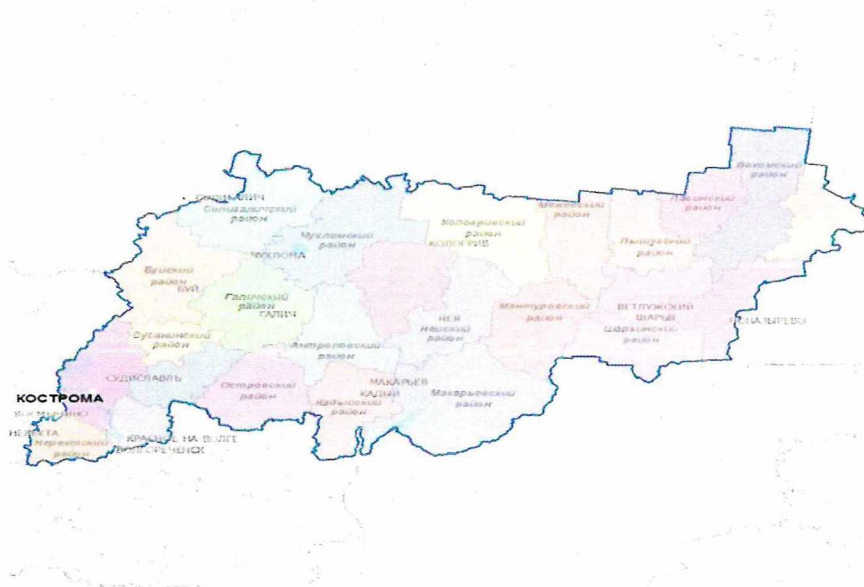 Вохомский
район
Павинский
район
СОЛИГАЛИЧ
Солигаличский
район
Межевской
район
Кологривский
район
КОЛОГРИВ
Чухломский
район
ЧУХЛОМА
Пыщугский
район
Буйский
район
БУЙ
Галичский
район
ГАЛИЧ
Мантуровский
район
ВЕТЛУЖСКИЙ
ШАРЬЯ
Шарьинский
район
ПОНАЗЫРЕВО
НЕЯ
Нейский
район
Сусанинский
район
Антроповский
район
СУДИСЛАВЛЬ
Островский
район
МАКАРЬЕВ
КАДЫЙ
Кадыйский
район
Макарьевский
район
КОСТРОМА
НЕРЕХТА
Нерехтский
район
КРАСНОЕ НА ВОЛГЕ
ВОЛГОРЕЧЕНСК